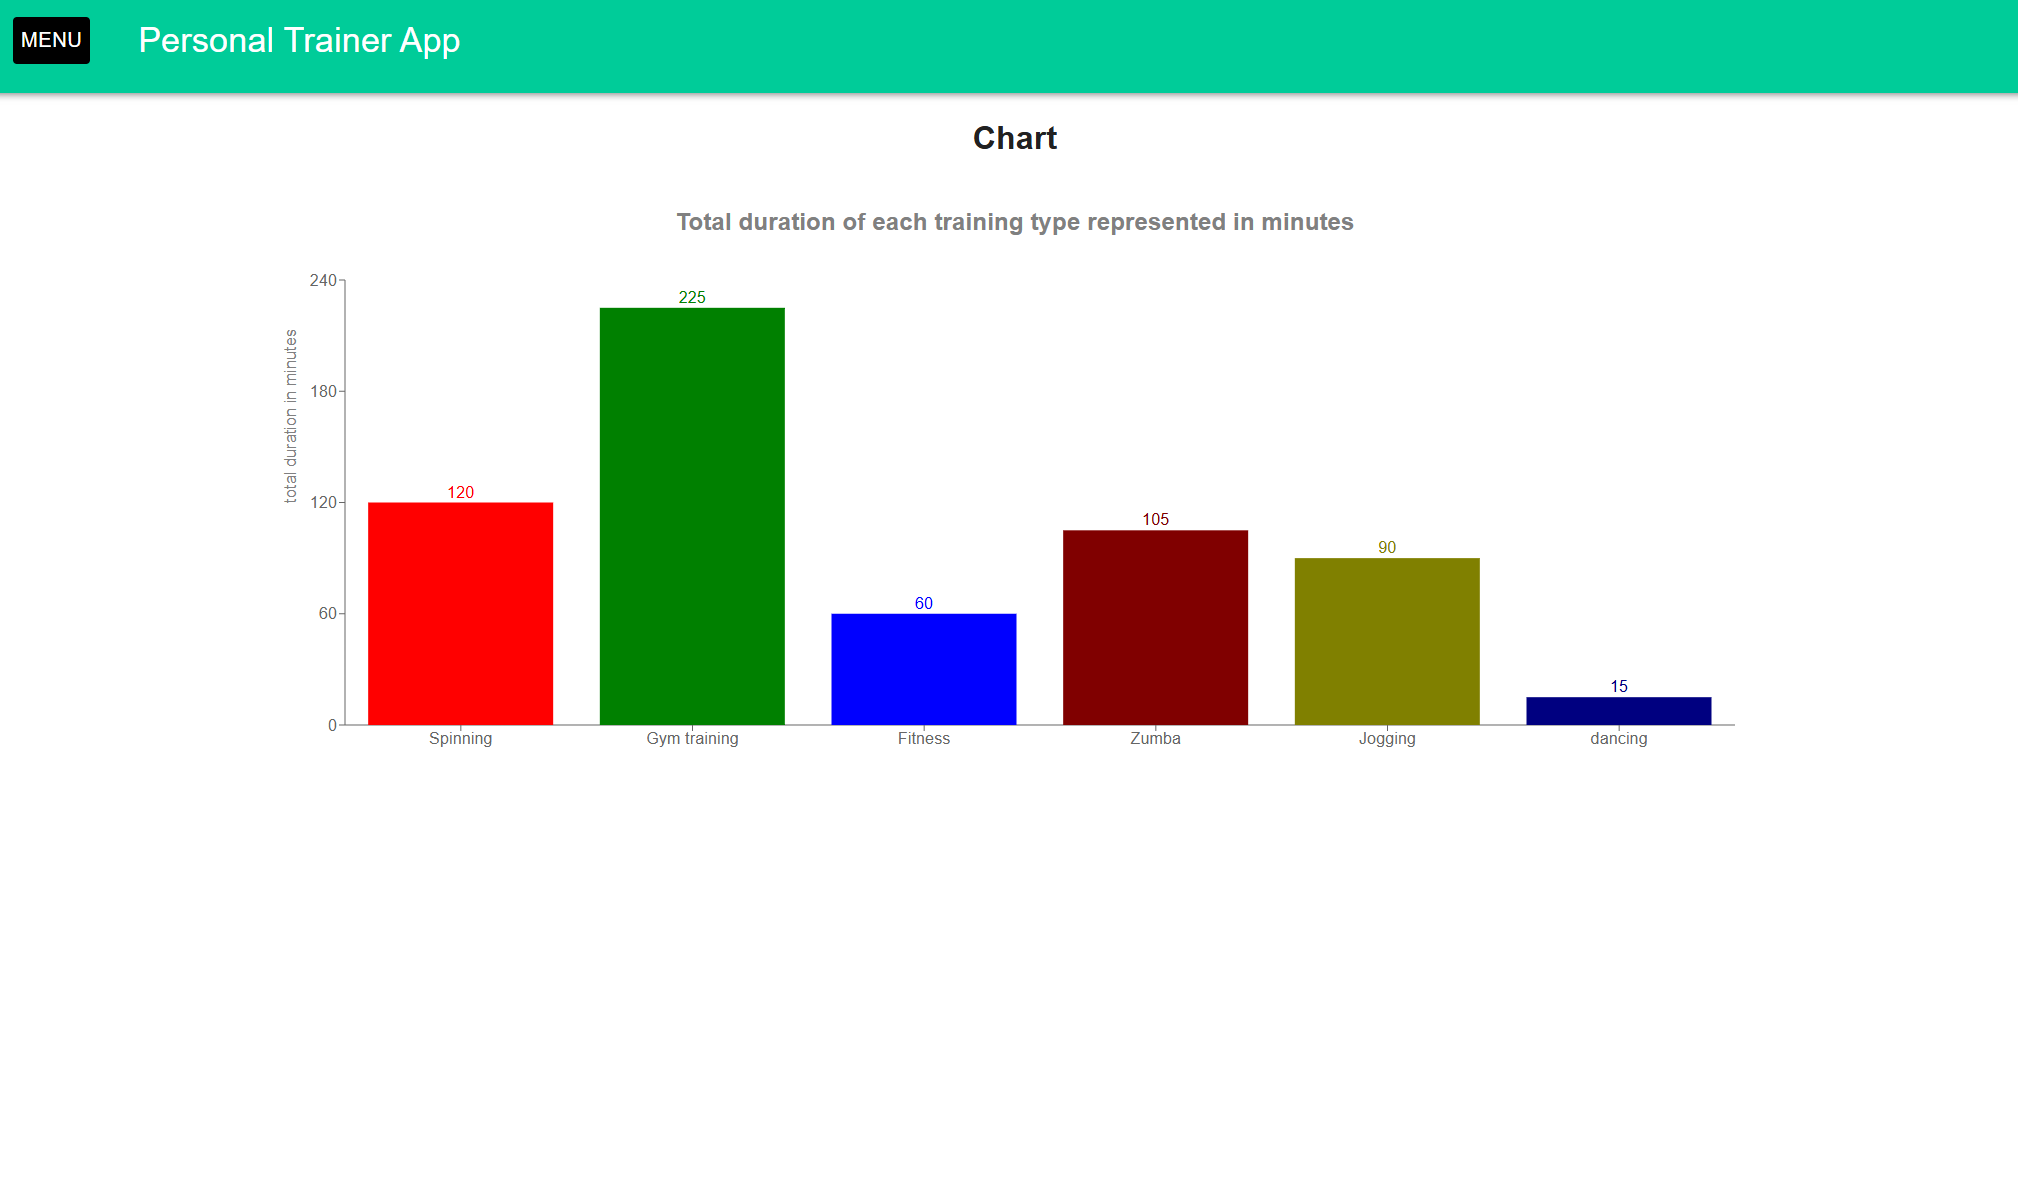 MENU
Personal Trainer App
Chart
Total duration of each training type represented in minutes
total duration in minutes
240
180
120
60
0
120
225
60
105
90
15
Spinning
Gym training
Fitness
Zumba
Jogging
dancing